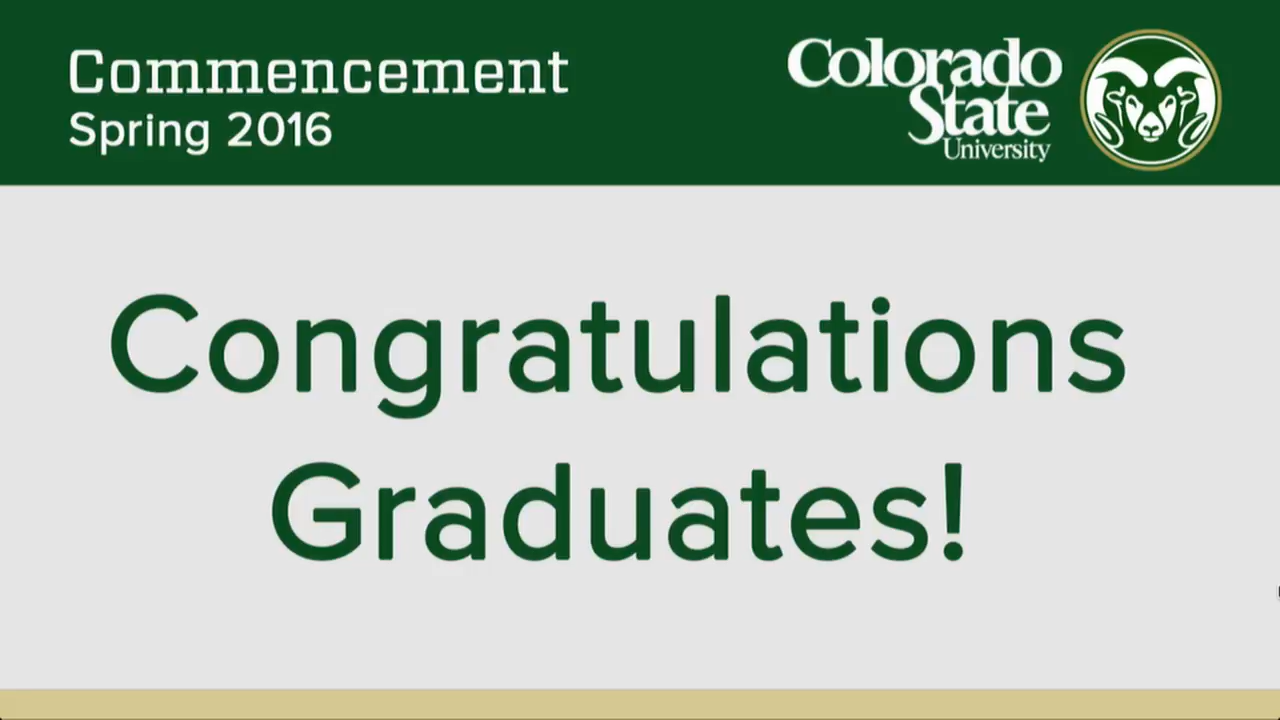 Commencement
Spring 2016
Colorado
State
University
Congratulations
Graduates!